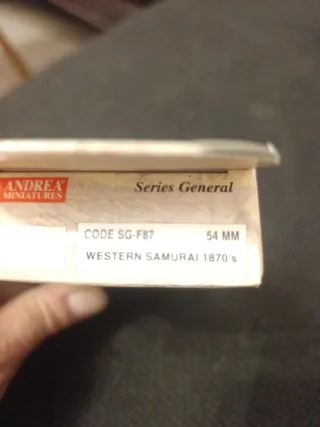 ANDREA
MINIATURES
Series General
CODE SG-F87 54 MM
WESTERN SAMURAI 1870's